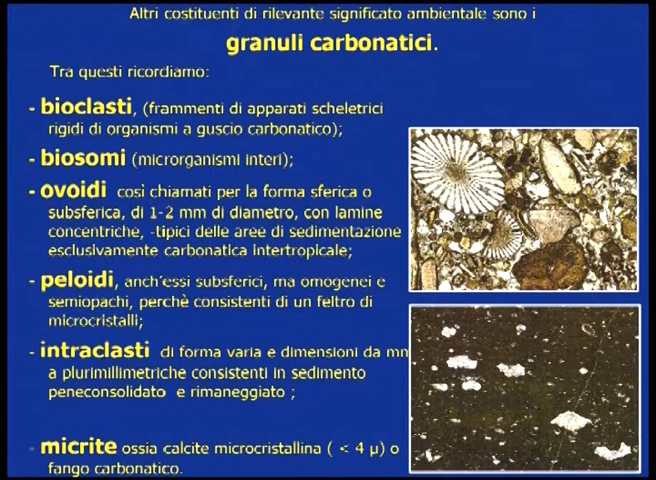 Altri costituenti di rilevante significato ambientale sono i
granuli carbonatici.
Tra questi ricordiamo:
- bioclasti, (frammenti di apparati scheletrici
rigidi di organismi a guscio carbonatico);
- biosomi (microrganismi interi);
- ovoidi così chiamati per la forma sferica o
subsferica, di 1-2 mm di diametro, con lamine
concentriche, -tipici delle aree di sedimentazione
esclusivamente carbonatica intertropicale;
- peloidi, anch'essi subsferici, ma omogenei e
semiopachi, perchè consistenti di un feltro di
microcristalli;
- intraclasti di forma varia e dimensioni da mm
a plurimillimetriche consistenti in sedimento
peneconsolidato e rimaneggiato ;
- micrite ossia calcite microcristallina ( < 4 µ) o
fango carbonatico.